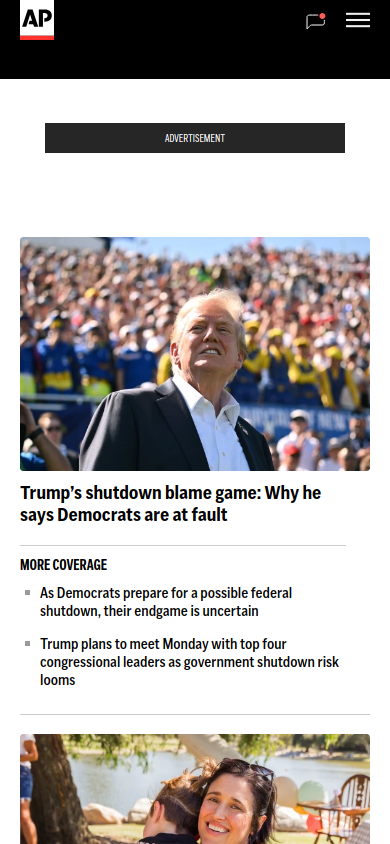 AP
ADVERTISEMENT
Trump’s shutdown blame game: Why he
says Democrats are at fault
MORE COVERAGE
As Democrats prepare for a possible federal
shutdown, their endgame is uncertain
Trump plans to meet Monday with top four
congressional leaders as government shutdown risk
looms